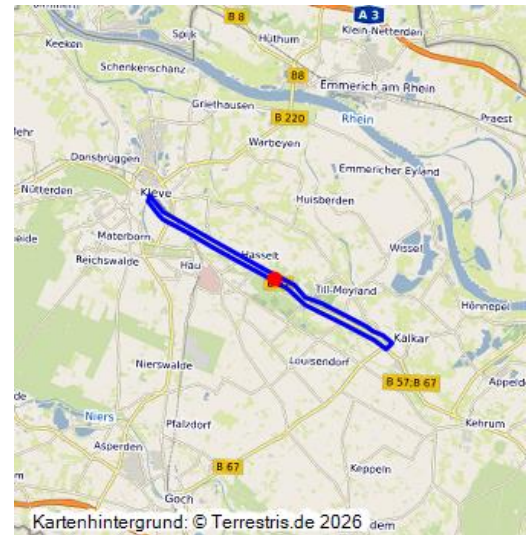 Spijk
B 8
Hüthum
A 3
Klein-Netterden
Keeken
Schenkenschanz
B8
Emmerich am Rhein
Griethausen
B 220
Rhein
Praest
Warbeyen
Donsbrüggen
Emmericher Eyland
Kleve
Nütterden
Huisberden
Materborn
Wissel
Reichswalde
Hau
Hasselt
Till-Moyland
Hönnepel
Kalkar
Louisendorf
Nierswalde
B 57;B 67
Appeld
Niers
Pfalzdorf
Kehrum
Asperden
B 67
Keppeln
Goch
Kartenhintergrund: © Terrestris.de 2026